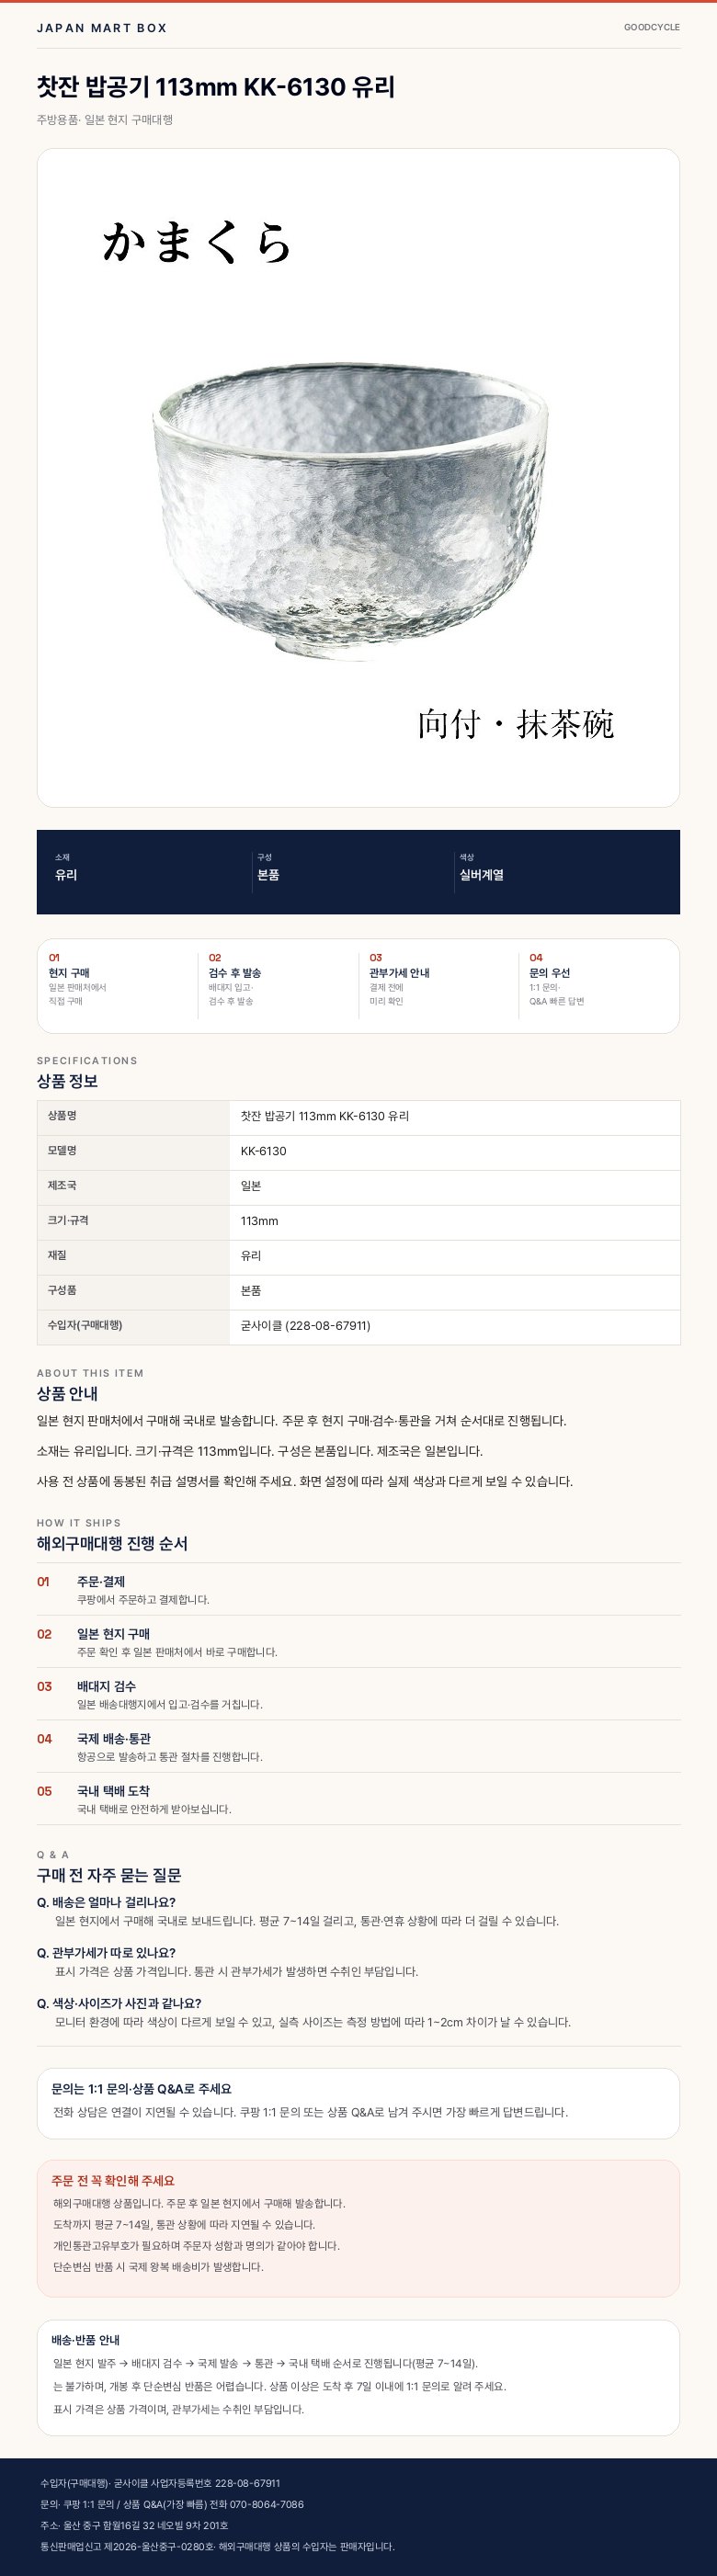 JAPAN MART BOX
GOODCYCLE
찻잔 밥공기 113mm KK-6130 유리
주방용품· 일본 현지 구매대행
かまくら
向付・抹茶碗
소재
유리
구성
본품
색상
실버계열
01
현지 구매
일본 판매처에서
직접 구매
02
검수 후 발송
배대지 입고·
검수 후 발송
03
관부가세 안내
결제 전에
미리 확인
04
문의 우선
1:1 문의·
Q&A 빠른 답변
SPECIFICATIONS
상품 정보
상품명 찻잔 밥공기 113mm KK-6130 유리
모델명 KK-6130
제조국 일본
크기·규격 113mm
재질 유리
구성품 본품
수입자(구매대행) 굳사이클 (228-08-67911)
ABOUT THIS ITEM
상품 안내
일본 현지 판매처에서 구매해 국내로 발송합니다. 주문 후 현지 구매·검수·통관을 거쳐 순서대로 진행됩니다.
소재는 유리입니다. 크기·규격은 113mm입니다. 구성은 본품입니다. 제조국은 일본입니다.
사용 전 상품에 동봉된 취급 설명서를 확인해 주세요. 화면 설정에 따라 실제 색상과 다르게 보일 수 있습니다.
HOW IT SHIPS
해외구매대행 진행 순서
01 주문·결제
쿠팡에서 주문하고 결제합니다.
02 일본 현지 구매
주문 확인 후 일본 판매처에서 바로 구매합니다.
03 배대지 검수
일본 배송대행지에서 입고·검수를 거칩니다.
04 국제 배송·통관
항공으로 발송하고 통관 절차를 진행합니다.
05 국내 택배 도착
국내 택배로 안전하게 받아보십니다.
Q & A
구매 전 자주 묻는 질문
Q. 배송은 얼마나 걸리나요?
일본 현지에서 구매해 국내로 보내드립니다. 평균 7~14일 걸리고, 통관·연휴 상황에 따라 더 걸릴 수 있습니다.
Q. 관부가세가 따로 있나요?
표시 가격은 상품 가격입니다. 통관 시 관부가세가 발생하면 수취인 부담입니다.
Q. 색상·사이즈가 사진과 같나요?
모니터 환경에 따라 색상이 다르게 보일 수 있고, 실측 사이즈는 측정 방법에 따라 1~2cm 차이가 날 수 있습니다.
문의는 1:1 문의·상품 Q&A로 주세요
전화 상담은 연결이 지연될 수 있습니다. 쿠팡 1:1 문의 또는 상품 Q&A로 남겨 주시면 가장 빠르게 답변드립니다.
주문 전 꼭 확인해 주세요
해외구매대행 상품입니다. 주문 후 일본 현지에서 구매해 발송합니다.
도착까지 평균 7~14일, 통관 상황에 따라 지연될 수 있습니다.
개인통관고유부호가 필요하며 주문자 성함과 명의가 같아야 합니다.
단순변심 반품 시 국제 왕복 배송비가 발생합니다.
배송·반품 안내
일본 현지 발주 → 배대지 검수 → 국제 발송 → 통관 → 국내 택배 순서로 진행됩니다(평균 7~14일).
는 불가하며, 개봉 후 단순변심 반품은 어렵습니다. 상품 이상은 도착 후 7일 이내에 1:1 문의로 알려 주세요.
표시 가격은 상품 가격이며, 관부가세는 수취인 부담입니다.
수입자(구매대행)· 굳사이클 사업자등록번호 228-08-67911
문의· 쿠팡 1:1 문의 / 상품 Q&A(가장 빠름) 전화 070-8064-7086
주소· 울산 중구 함월16길 32 네오빌 9차 201호
통신판매업신고 제2026-울산중구-0280호· 해외구매대행 상품의 수입자는 판매자입니다.